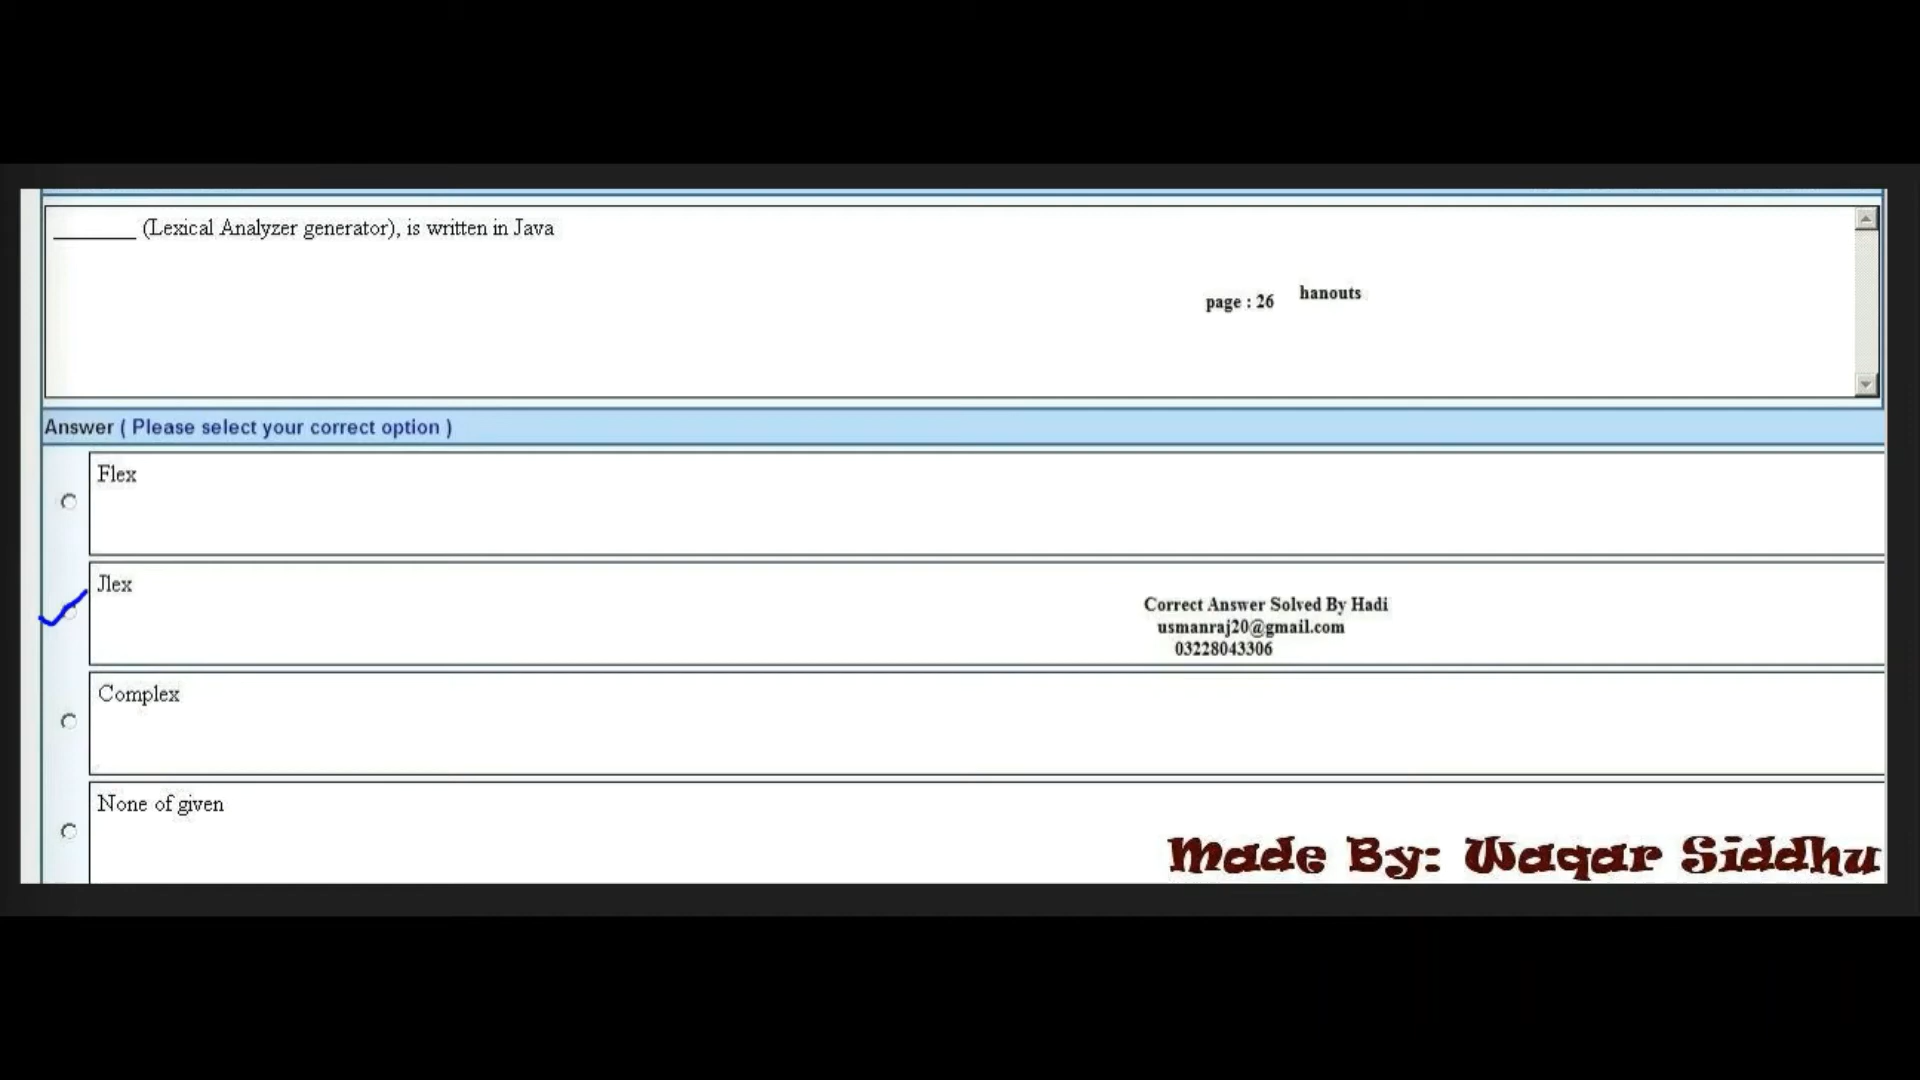 ________ (Lexical Analyzer generator), is written in Java
page : 26 hanouts
Answer ( Please select your correct option )
Flex
Jlex
Correct Answer Solved By Hadi
usmanraj20@gmail.com
03228043306
Complex
None of given
Made By: Waqar Siddhu